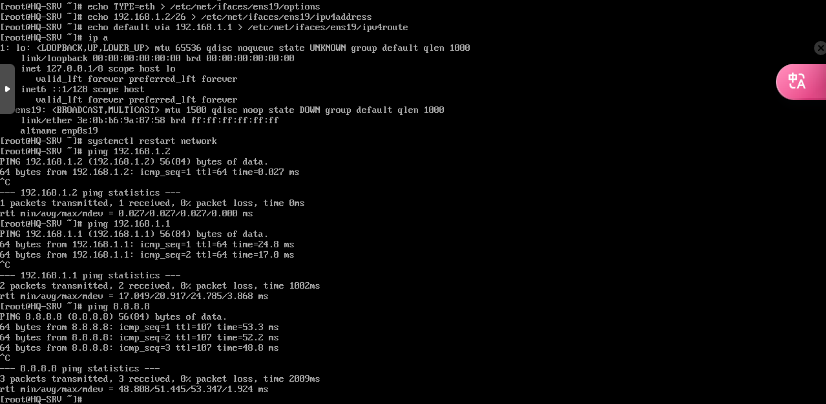 [root@HQ-SRV ~]# echo TYPE=eth > /etc/net/ifaces/ens19/options
[root@HQ-SRV ~]# echo 192.168.1.2/26 > /etc/net/ifaces/ens19/ipv4address
[root@HQ-SRV ~]# echo default via 192.168.1.1 > /etc/net/ifaces/ens19/ipv4route
[root@HQ-SRV ~]# ip a
1: lo: <LOOPBACK,UP,LOWER_UP> mtu 65536 qdisc noqueue state UNKNOWN group default qlen 1000
    link/loopback 00:00:00:00:00:00 brd 00:00:00:00:00:00
    inet 127.0.0.1/8 scope host lo
       valid_lft forever preferred_lft forever
    inet6 ::1/128 scope host
       valid_lft forever preferred_lft forever
ens19: <BROADCAST,MULTICAST> mtu 1500 qdisc noop state DOWN group default qlen 1000
    link/ether 3e:0b:b6:9a:87:58 brd ff:ff:ff:ff:ff:ff
    altname enp0s19
[root@HQ-SRV ~]# systemctl restart network
[root@HQ-SRV ~]# ping 192.168.1.2
PING 192.168.1.2 (192.168.1.2) 56(84) bytes of data.
64 bytes from 192.168.1.2: icmp_seq=1 ttl=64 time=0.027 ms
^C
--- 192.168.1.2 ping statistics ---
1 packets transmitted, 1 received, 0% packet loss, time 0ms
rtt min/avg/max/mdev = 0.027/0.027/0.027/0.000 ms
[root@HQ-SRV ~]# ping 192.168.1.1
PING 192.168.1.1 (192.168.1.1) 56(84) bytes of data.
64 bytes from 192.168.1.1: icmp_seq=1 ttl=64 time=24.8 ms
64 bytes from 192.168.1.1: icmp_seq=2 ttl=64 time=17.0 ms
^C
--- 192.168.1.1 ping statistics ---
2 packets transmitted, 2 received, 0% packet loss, time 1002ms
rtt min/avg/max/mdev = 17.049/20.917/24.785/3.868 ms
[root@HQ-SRV ~]# ping 8.8.8.8
PING 8.8.8.8 (8.8.8.8) 56(84) bytes of data.
64 bytes from 8.8.8.8: icmp_seq=1 ttl=107 time=53.3 ms
64 bytes from 8.8.8.8: icmp_seq=2 ttl=107 time=52.2 ms
64 bytes from 8.8.8.8: icmp_seq=3 ttl=107 time=48.8 ms
^C
--- 8.8.8.8 ping statistics ---
3 packets transmitted, 3 received, 0% packet loss, time 2009ms
rtt min/avg/max/mdev = 48.808/51.445/53.347/1.924 ms
[root@HQ-SRV ~]#